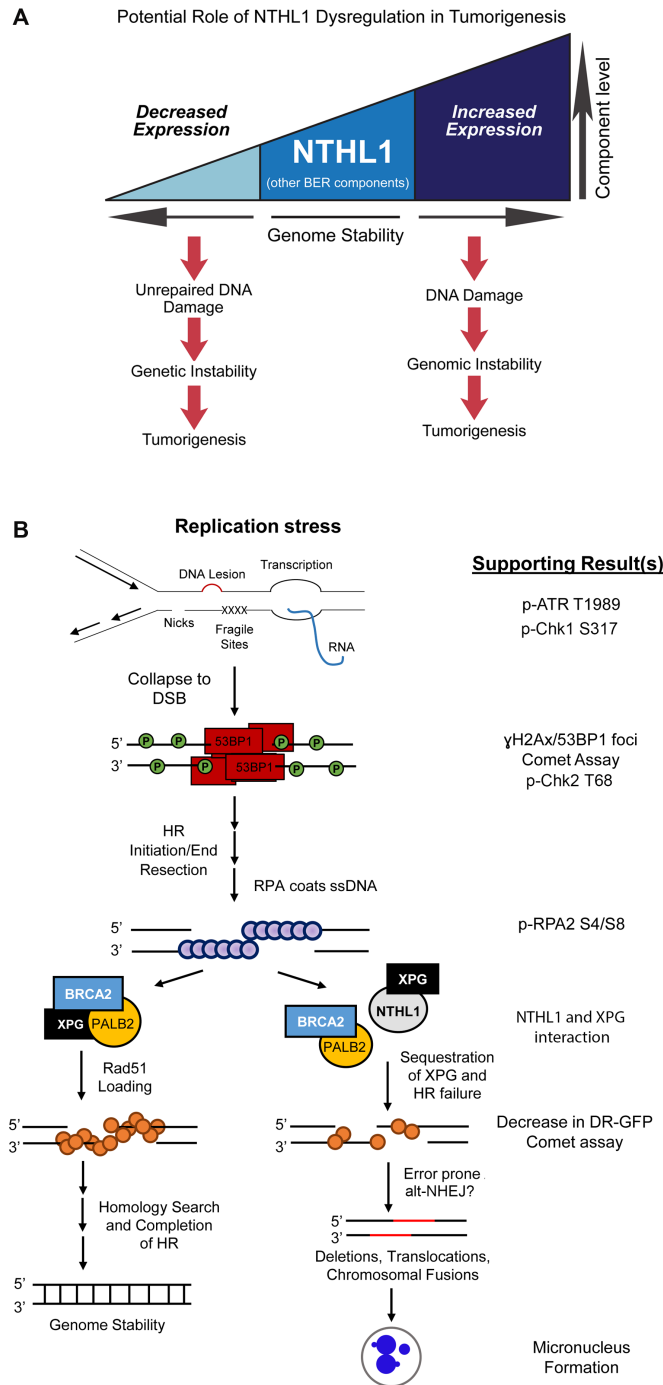 A
Potential Role of NTHL1 Dysregulation in Tumorigenesis
Decreased
Expression
NTHL1
(other BER components)
Increased
Expression
Component level
Genome Stability
Unrepaired DNA
Damage
Genetic Instability
Tumorigenesis
DNA Damage
Genomic Instability
Tumorigenesis
B
Replication stress
Supporting Result(s)
DNA Lesion
Transcription
Nicks
XXXX
Fragile
Sites
RNA
p-ATR T1989
p-Chk1 S317
Collapse to
DSB
5'
P
P
53BP1
P
P
3'
P
P
53BP1
P
P
ɣH2Ax/53BP1 foci
Comet Assay
p-Chk2 T68
HR
Initiation/End
Resection
RPA coats ssDNA
5'
3'
p-RPA2 S4/S8
BRCA2
XPG
PALB2
BRCA2
PALB2
XPG
NTHL1
NTHL1 and XPG
interaction
Rad51
Loading
Sequestration
of XPG and
HR failure
5'
3'
5'
3'
Decrease in DR-GFP
Comet assay
Homology Search
and Completion
of HR
Error prone
alt-NHEJ?
5'
3'
Deletions, Translocations,
Chromosomal Fusions
5'
3'
Genome Stability
Micronucleus
Formation